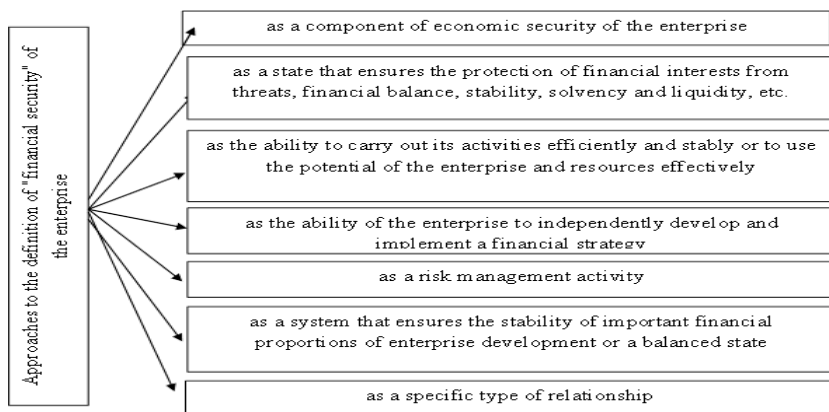 Approaches to the definition of "financial security" of
the enterprise
as a component of economic security of the enterprise
as a state that ensures the protection of financial interests from
threats, financial balance, stability, solvency and liquidity, etc.
as the ability to carry out its activities efficiently and stably or to use
the potential of the enterprise and resources effectively
as the ability of the enterprise to independently develop and
implement a financial strategy
as a risk management activity
as a system that ensures the stability of important financial
proportions of enterprise development or a balanced state
as a specific type of relationship